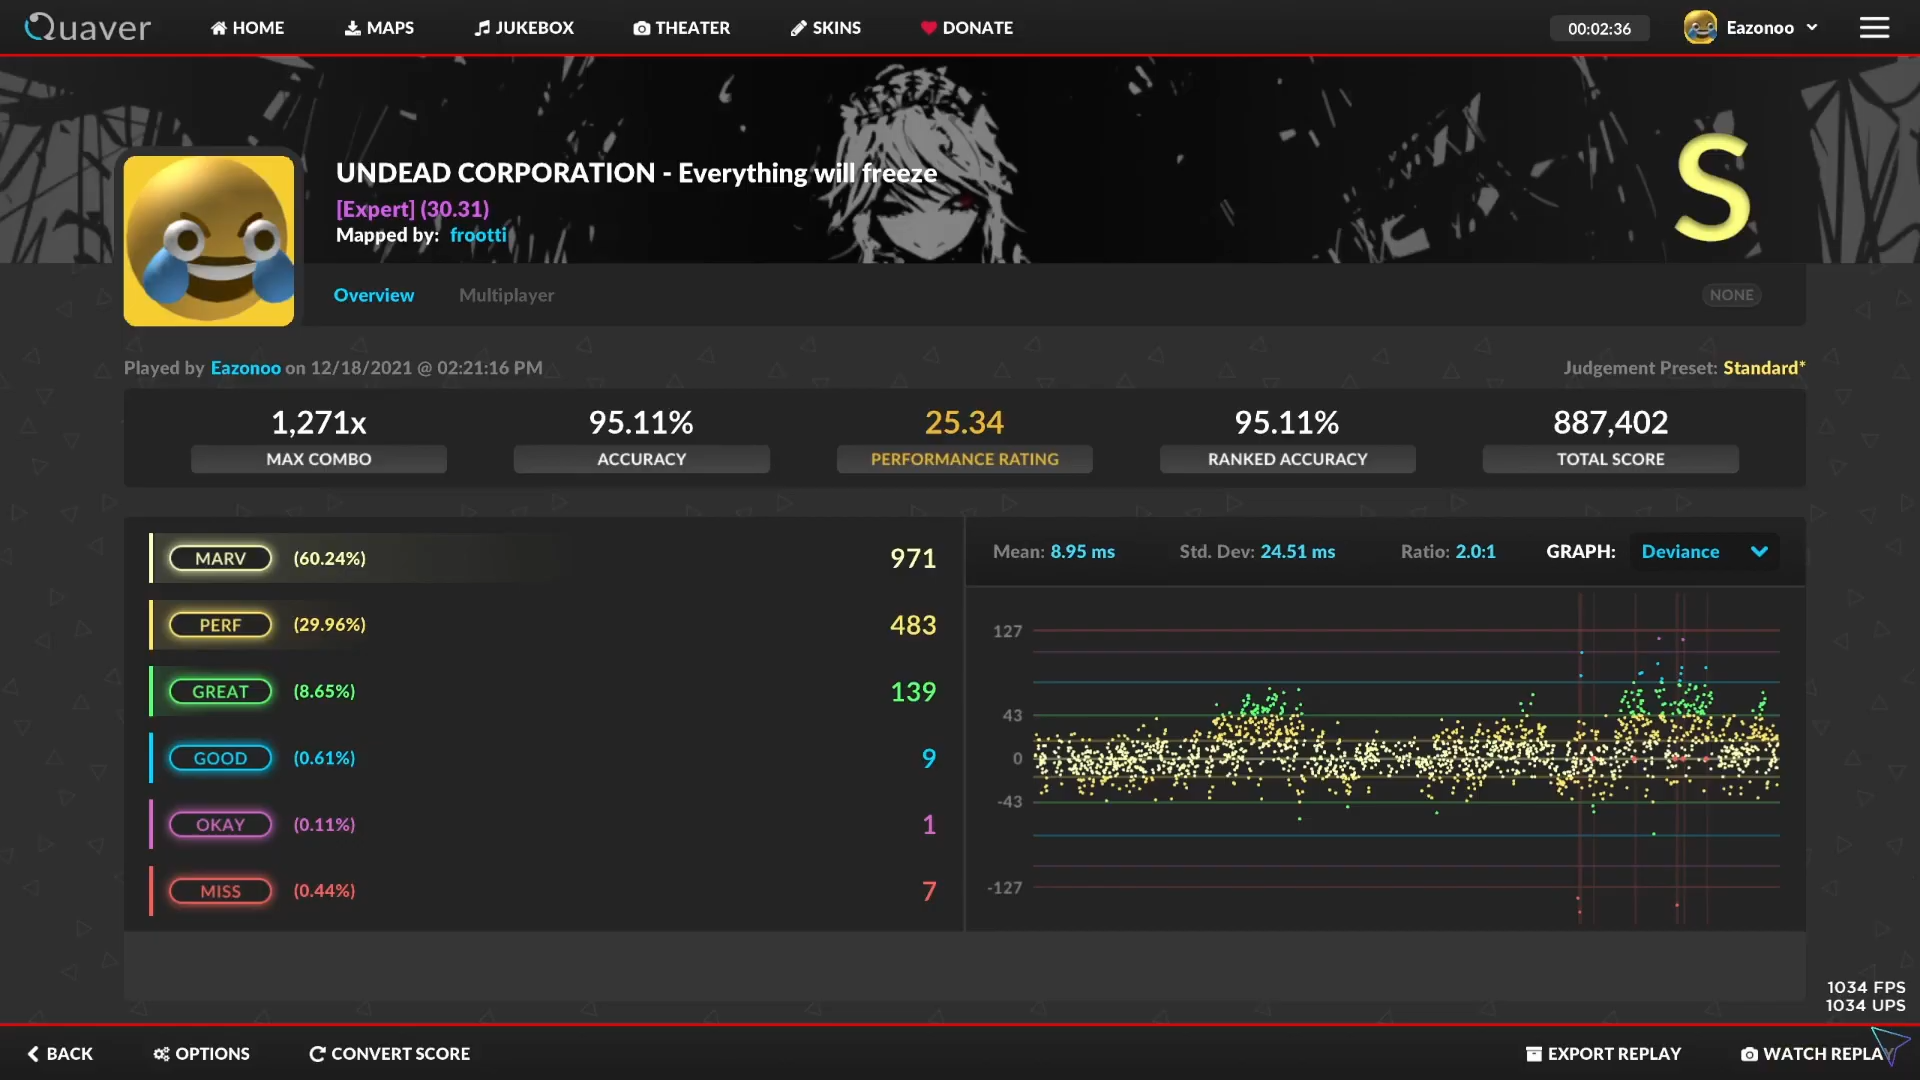 Quaver
HOME
MAPS
JUKEBOX
THEATER
SKINS
DONATE
00:02:36
Eazonoo
UNDEAD CORPORATION - Everything will freeze
[Expert] (30.31)
Mapped by: frootti
S
Overview
Multiplayer
NONE
Played by Eazonoo on 12/18/2021 @ 02:21:16 PM
Judgement Preset: Standard*
1,271x
MAX COMBO
95.11%
ACCURACY
25.34
PERFORMANCE RATING
95.11%
RANKED ACCURACY
887,402
TOTAL SCORE
MARV (60.24%) 971
PERF (29.96%) 483
GREAT (8.65%) 139
GOOD (0.61%) 9
OKAY (0.11%) 1
MISS (0.44%) 7
Mean: 8.95 ms
Std. Dev: 24.51 ms
Ratio: 2.0:1
GRAPH: Deviance
127
43
0
-43
-127
1034 FPS
1034 UPS
BACK
OPTIONS
CONVERT SCORE
EXPORT REPLAY
WATCH REPLAY